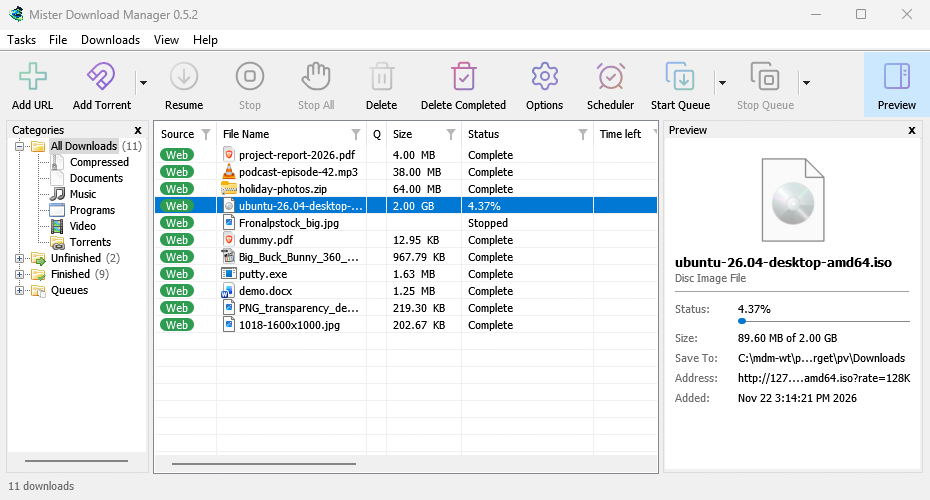 Mister Download Manager 0.5.2
Tasks File Downloads View Help
Add URL Add Torrent Resume Stop Stop All Delete Delete Completed Options Scheduler Start Queue Stop Queue Preview
Categories x
All Downloads (11)
Compressed
Documents
Music
Programs
Video
Torrents
Unfinished (2)
Finished (9)
Queues
Source File Name Q Size Status Time left
Web project-report-2026.pdf 4.00 MB Complete
Web podcast-episode-42.mp3 38.00 MB Complete
Web holiday-photos.zip 64.00 MB Complete
Web ubuntu-26.04-desktop-... 2.00 GB 4.37%
Web Fronalpstock_big.jpg Stopped
Web dummy.pdf 12.95 KB Complete
Web Big_Buck_Bunny_360_... 967.79 KB Complete
Web putty.exe 1.63 MB Complete
Web demo.docx 1.25 MB Complete
Web PNG_transparency_de... 219.30 KB Complete
Web 1018-1600x1000.jpg 202.67 KB Complete
Preview x
ubuntu-26.04-desktop-amd64.iso
Disc Image File
Status: 4.37%
Size: 89.60 MB of 2.00 GB
Save To: C:\mdm-wt\p...rget\pv\Downloads
Address: http://127....amd64.iso?rate=128K
Added: Nov 22 3:14:21 PM 2026
11 downloads